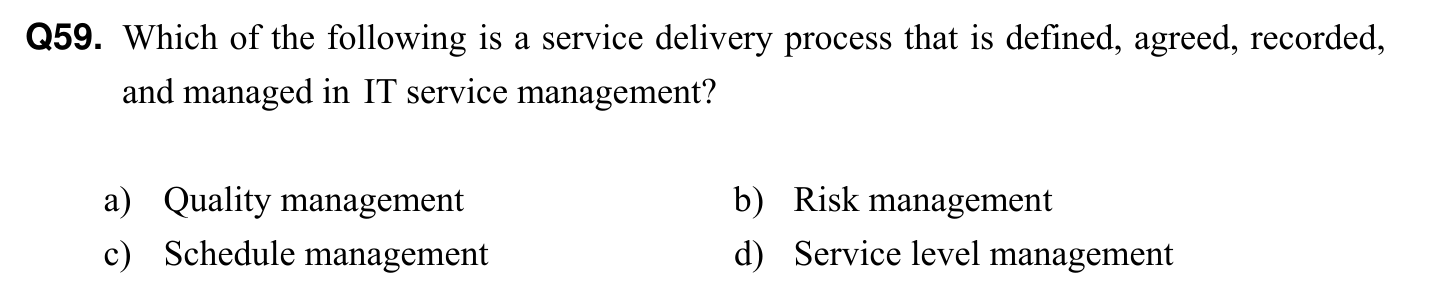 Q59. Which of the following is a service delivery process that is defined, agreed, recorded,
and managed in IT service management?
a) Quality management b) Risk management
c) Schedule management d) Service level management